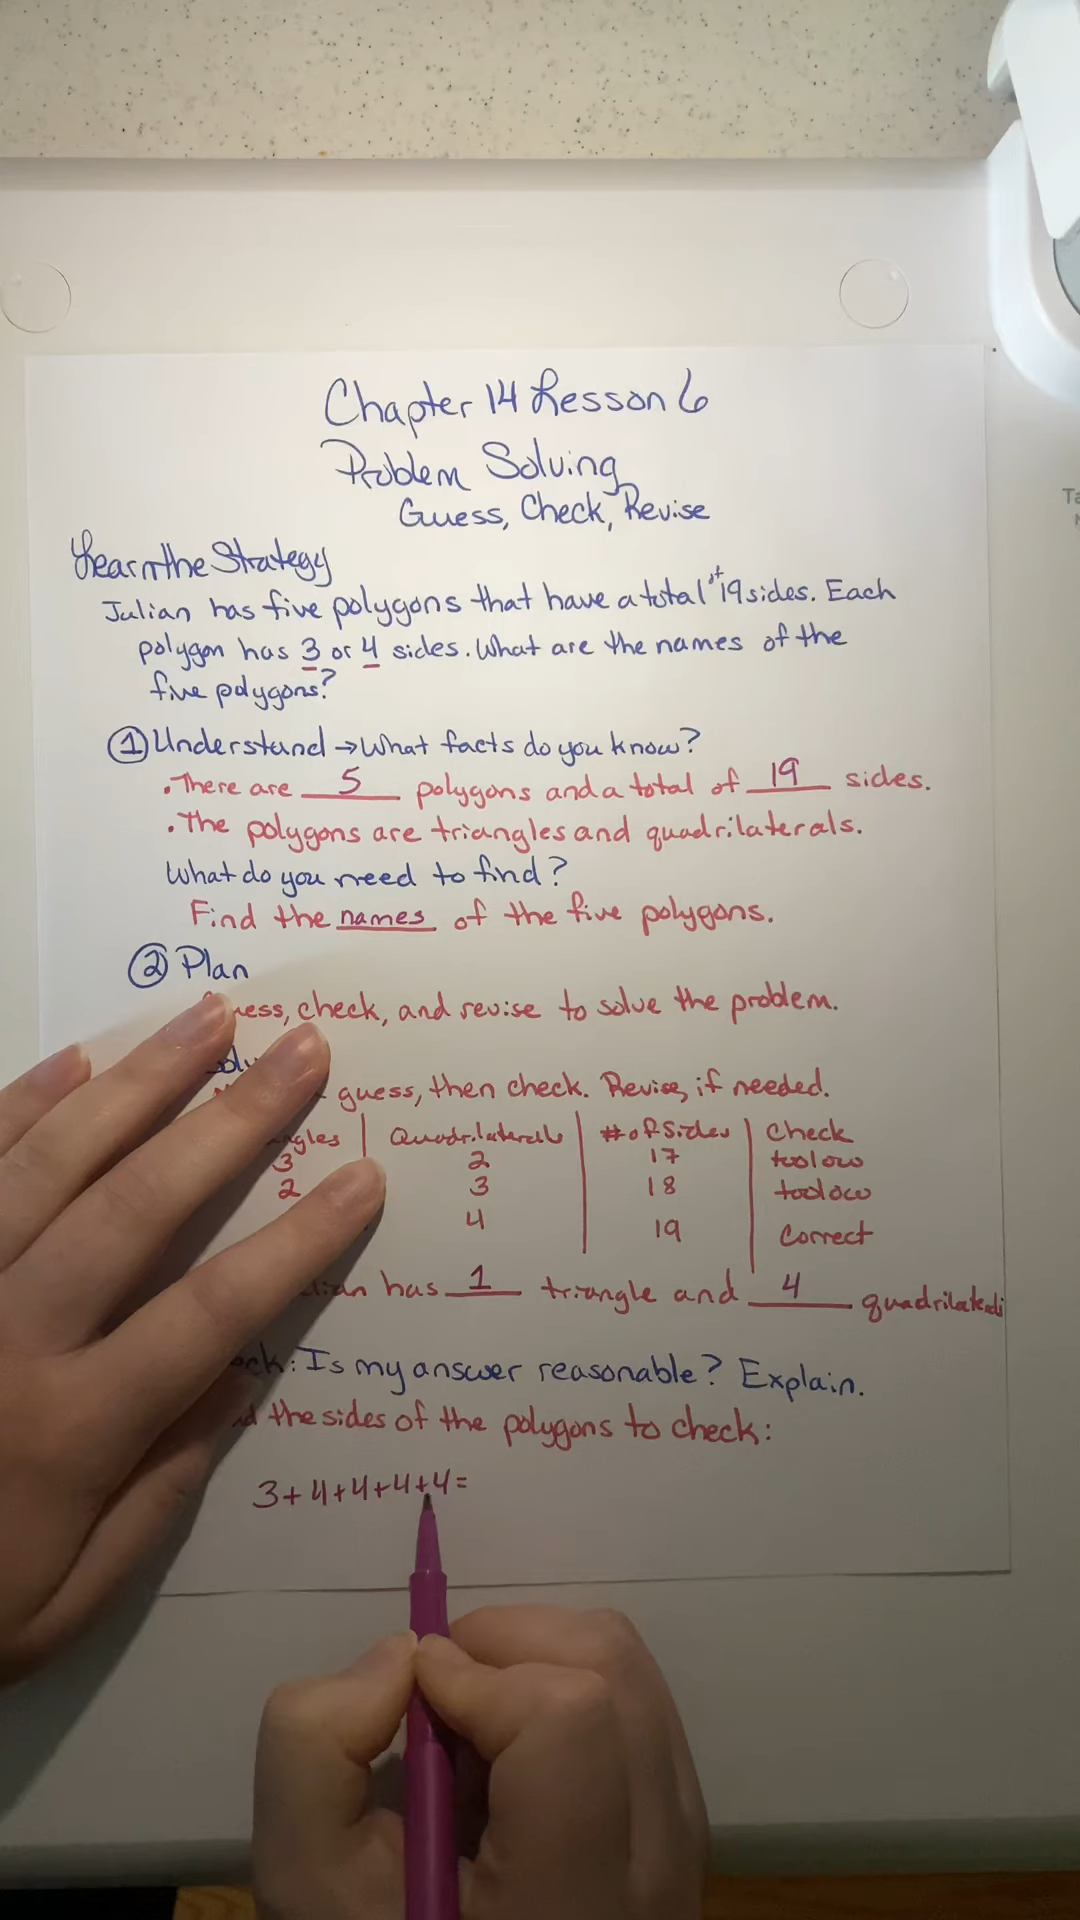 Chapter 14 Lesson 6
Problem Solving
Guess, Check, Revise
Learn the Strategy
Julian has five polygons that have a total of 19 sides. Each
polygon has 3 or 4 sides. What are the names of the
five polygons?
① Understand → What facts do you know?
• There are 5 polygons and a total of 19 sides.
• The polygons are triangles and quadrilaterals.
What do you need to find?
Find the names of the five polygons.
② Plan
check, and revise to solve the problem.
guess, then check. Revise, if needed.
Quadrilaterals # of Sides Check
3 2 17 too low
2 3 18 too low
4 19 Correct
has 1 triangle and 4
Is my answer reasonable? Explain.
the sides of the polygons to check:
3+4+4+4+4=